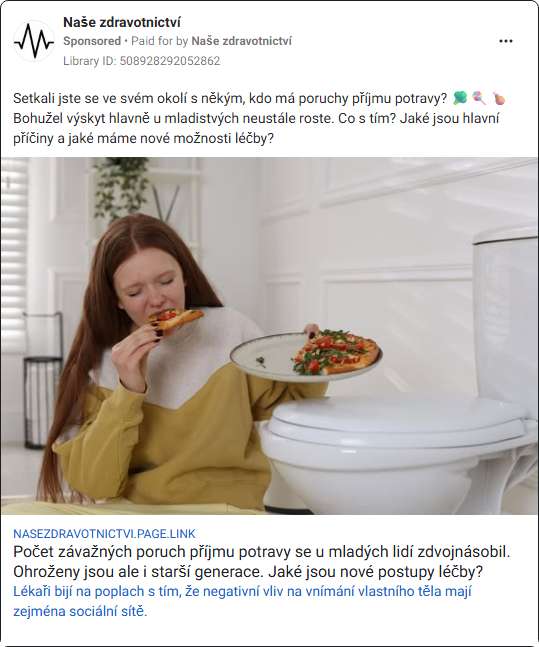 Naše zdravotnictví
Sponsored • Paid for by Naše zdravotnictví
Library ID: 508928292052862
Setkali jste se ve svém okolí s někým, kdo má poruchy příjmu potravy? 🥦🍭🍗
Bohužel výskyt hlavně u mladistvých neustále roste. Co s tím? Jaké jsou hlavní
příčiny a jaké máme nové možnosti léčby?
NASEZDRAVOTNICTVI.PAGE.LINK
Počet závažných poruch příjmu potravy se u mladých lidí zdvojnásobil.
Ohroženy jsou ale i starší generace. Jaké jsou nové postupy léčby?
Lékaři bijí na poplach s tím, že negativní vliv na vnímání vlastního těla mají
zejména sociální sítě.